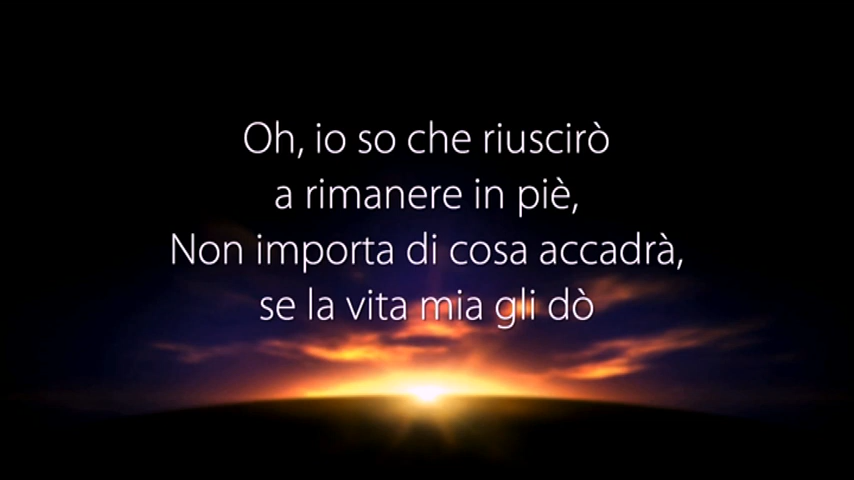 Oh, io so che riuscirò
a rimanere in piè,
Non importa di cosa accadrà,
se la vita mia gli dò